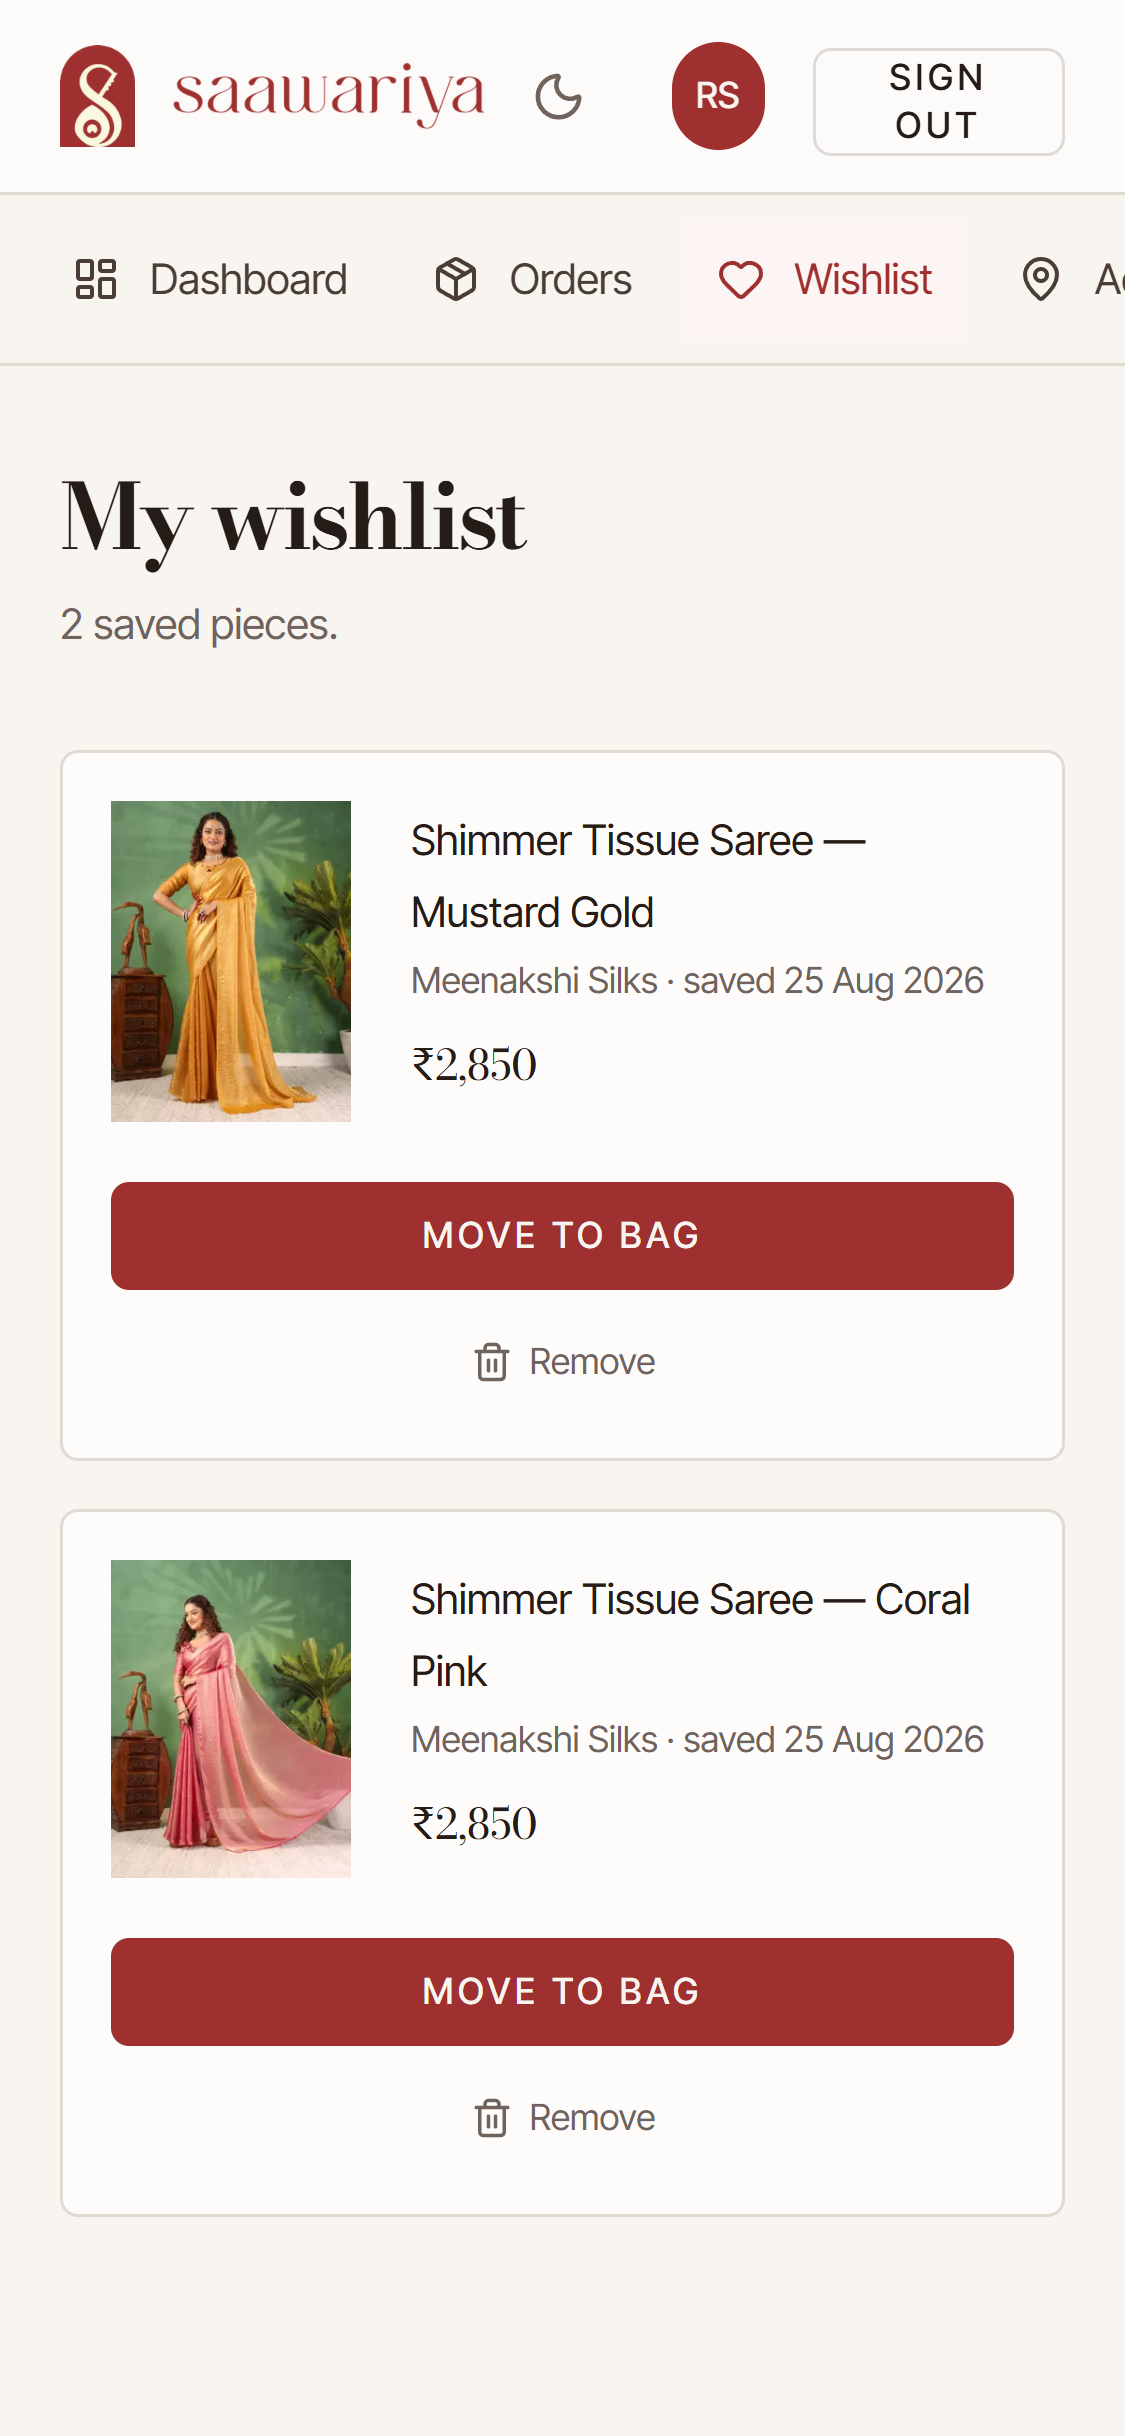 saawariya
RS
SIGN
OUT
Dashboard
Orders
Wishlist
My wishlist
2 saved pieces.
Shimmer Tissue Saree —
Mustard Gold
Meenakshi Silks · saved 25 Aug 2026
₹2,850
MOVE TO BAG
Remove
Shimmer Tissue Saree — Coral
Pink
Meenakshi Silks · saved 25 Aug 2026
₹2,850
MOVE TO BAG
Remove